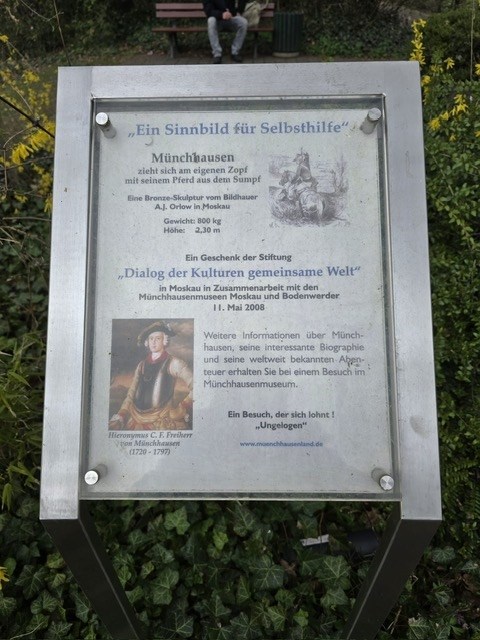 „Ein Sinnbild für Selbsthilfe“
Münchhausen
zieht sich am eigenen Zopf
mit seinem Pferd aus dem Sumpf
Eine Bronze-Skulptur vom Bildhauer
A.J. Orlow in Moskau
Gewicht: 800 kg
Höhe: 2,30 m
Ein Geschenk der Stiftung
„Dialog der Kulturen gemeinsame Welt“
in Moskau in Zusammenarbeit mit den
Münchhausenmuseen Moskau und Bodenwerder
11. Mai 2008
Weitere Informationen über Münch-
hausen, seine interessante Biographie
und seine weltweit bekannten Aben-
teuer erhalten Sie bei einem Besuch im
Münchhausenmuseum.
Ein Besuch, der sich lohnt !
„Ungelogen“
www.muenchhausenland.de
Hieronymus C. F. Freiherr
von Münchhausen
(1720 - 1797)